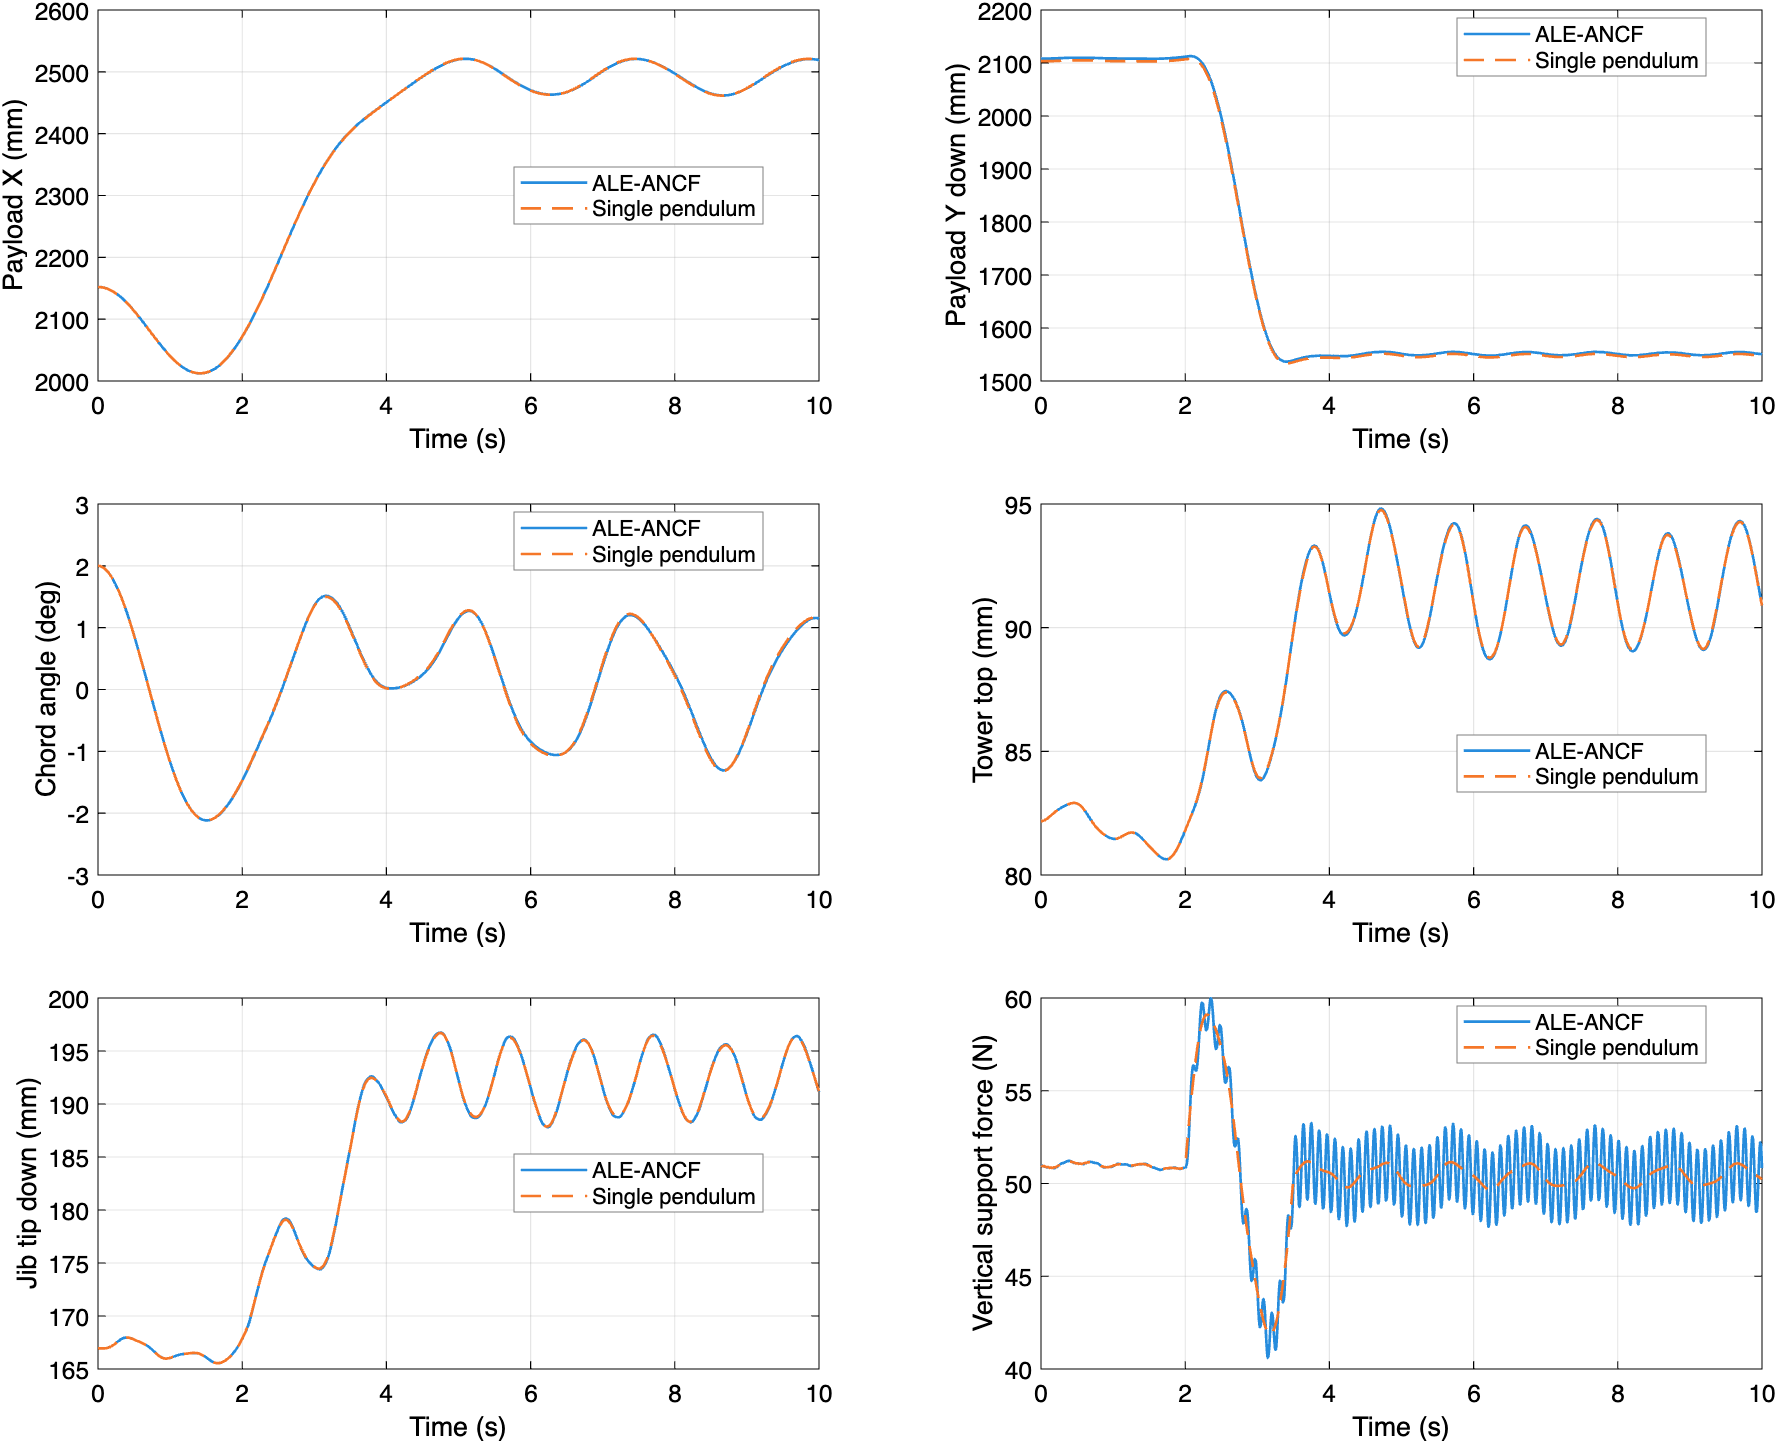 Payload X (mm)
2600
2500
2400
2300
2200
2100
2000
0 2 4 6 8 10
Time (s)
ALE-ANCF
Single pendulum
Payload Y down (mm)
2200
2100
2000
1900
1800
1700
1600
1500
0 2 4 6 8 10
Time (s)
ALE-ANCF
Single pendulum
Chord angle (deg)
3
2
1
0
-1
-2
-3
0 2 4 6 8 10
Time (s)
ALE-ANCF
Single pendulum
Tower top (mm)
95
90
85
80
0 2 4 6 8 10
Time (s)
ALE-ANCF
Single pendulum
Jib tip down (mm)
200
195
190
185
180
175
170
165
0 2 4 6 8 10
Time (s)
ALE-ANCF
Single pendulum
Vertical support force (N)
60
55
50
45
40
0 2 4 6 8 10
Time (s)
ALE-ANCF
Single pendulum